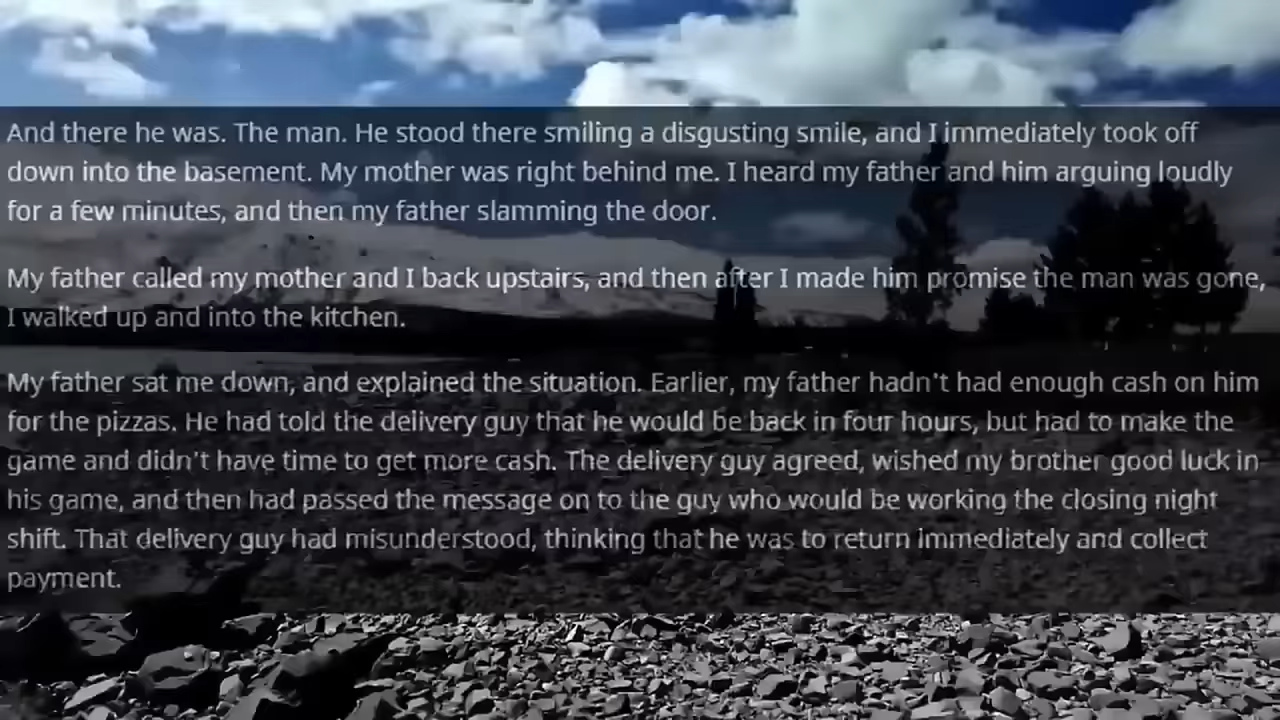 And there he was. The man. He stood there smiling a disgusting smile, and I immediately took off
down into the basement. My mother was right behind me. I heard my father and him arguing loudly
for a few minutes, and then my father slamming the door.
My father called my mother and I back upstairs, and then after I made him promise the man was gone,
I walked up and into the kitchen.
My father sat me down, and explained the situation. Earlier, my father hadn't had enough cash on him
for the pizzas. He had told the delivery guy that he would be back in four hours, but had to make the
game and didn't have time to get more cash. The delivery guy agreed, wished my brother good luck in
his game, and then had passed the message on to the guy who would be working the closing night
shift. That delivery guy had misunderstood, thinking that he was to return immediately and collect
payment.